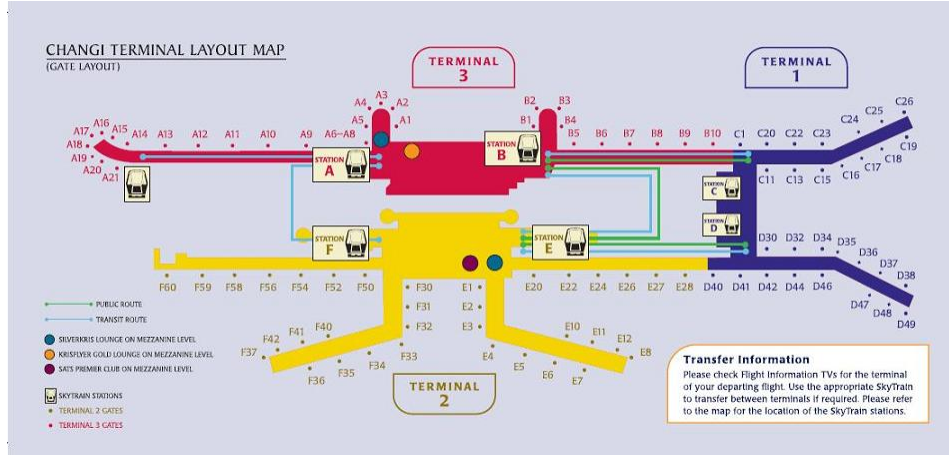 CHANGI TERMINAL LAYOUT MAP
(GATE LAYOUT)
TERMINAL
3
TERMINAL
1
A17
A16
A15
A14
A13
A12
A11
A10
A9
A6–A8
A18
A19
A20
A21
A5
A4
A3
A2
A1
B2
B3
B1
B4
B5
B6
B7
B8
B9
B10
C1
C20
C22
C23
C24
C25
C26
C19
C18
C17
C16
C15
C13
C11
STATION
A
STATION
B
STATION
C
STATION
D
STATION
E
STATION
F
D30
D32
D34
D35
D36
D37
D38
D40
D41
D42
D44
D46
D47
D48
D49
F60
F59
F58
F54
F52
F50
F30
F31
F32
F33
F34
F35
F36
F37
F42
F41
F40
E1
E2
E3
E4
E5
E6
E7
E8
E12
E11
E10
E20
E22
E24
E26
E27
E28
TERMINAL
2
PUBLIC ROUTE
TRANSIT ROUTE
SILVERKRIS LOUNGE ON MEZZANINE LEVEL
KRISFLYER GOLD LOUNGE ON MEZZANINE LEVEL
SATS PREMIER CLUB ON MEZZANINE LEVEL
SKYTRAIN STATIONS
TERMINAL 2 GATES
TERMINAL 3 GATES
Transfer Information
Please check Flight Information TVs for the terminal
of your departing flight. Use the appropriate SkyTrain
to transfer between terminals if required. Please refer
to the map for the location of the SkyTrain stations.